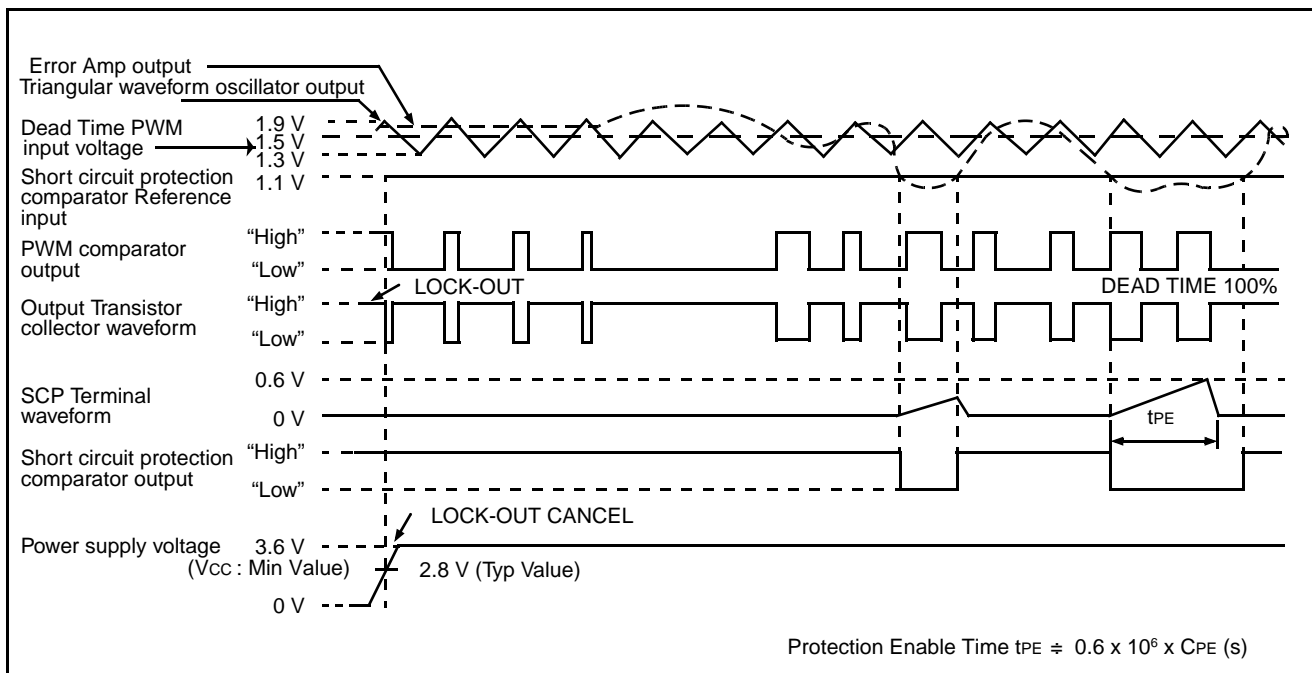 Error Amp output
Triangular waveform oscillator output
Dead Time PWM
input voltage
1.9 V
1.5 V
1.3 V
Short circuit protection
comparator Reference
input
1.1 V
PWM comparator
output
“High”
“Low”
LOCK-OUT
DEAD TIME 100%
Output Transistor
collector waveform
“High”
“Low”
SCP Terminal
waveform
0.6 V
0 V
tPE
Short circuit protection
comparator output
“High”
“Low”
LOCK-OUT CANCEL
Power supply voltage
3.6 V
(VCC : Min Value)
2.8 V (Typ Value)
0 V
Protection Enable Time tPE ≑ 0.6 x 10⁶ x CPE (s)